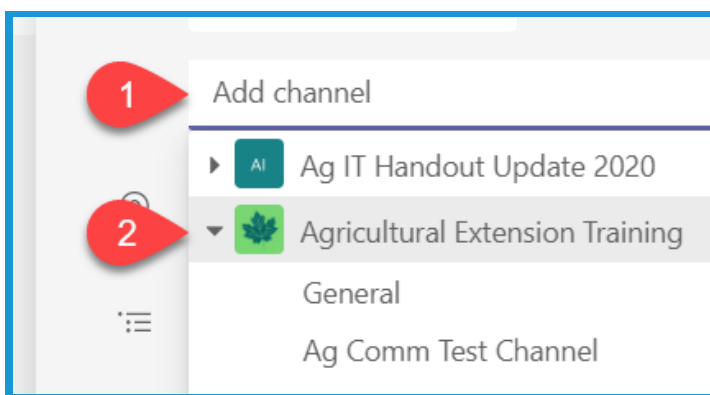 1 Add channel
AI Ag IT Handout Update 2020
2 Agricultural Extension Training
General
Ag Comm Test Channel